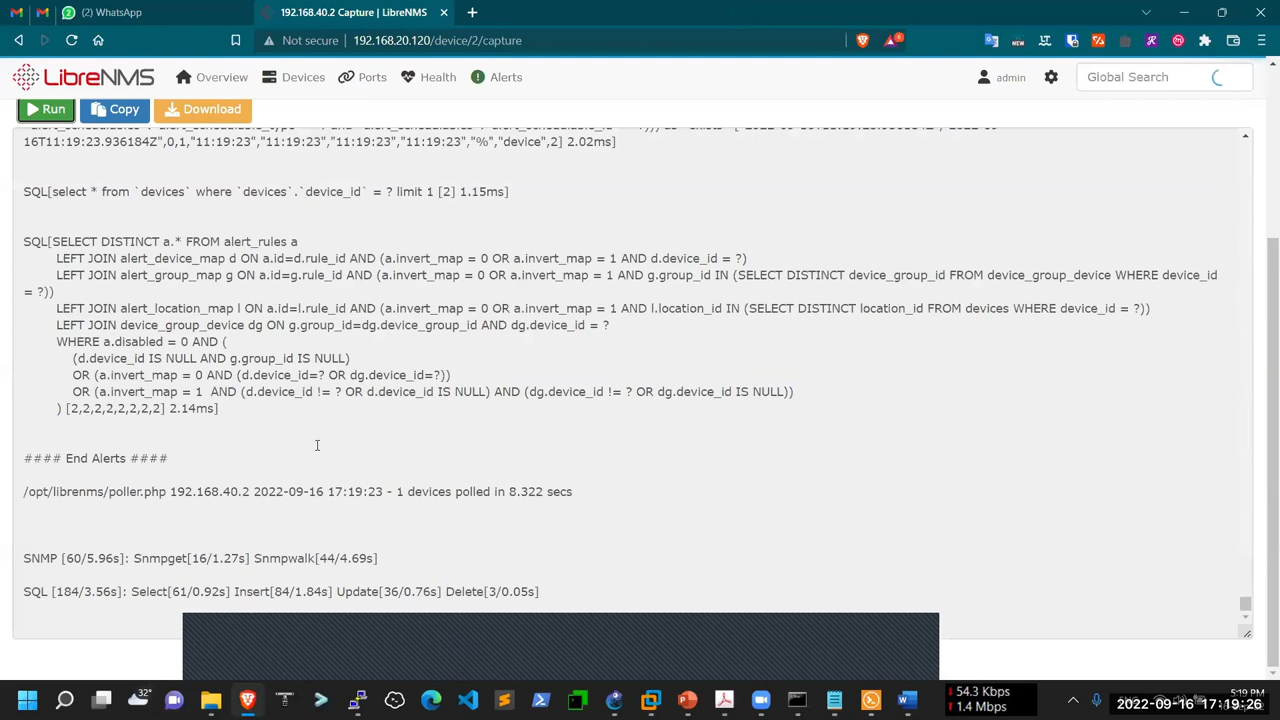 (2) WhatsApp
192.168.40.2 Capture | LibreNMS
Not secure
192.168.20.120/device/2/capture
LibreNMS
Overview
Devices
Ports
Health
Alerts
admin
Global Search
Run
Copy
Download
16T11:19:23.936184Z",0,1,"11:19:23","11:19:23","11:19:23","11:19:23","%","device",2] 2.02ms]
SQL[select * from `devices` where `devices`.`device_id` = ? limit 1 [2] 1.15ms]
SQL[SELECT DISTINCT a.* FROM alert_rules a
LEFT JOIN alert_device_map d ON a.id=d.rule_id AND (a.invert_map = 0 OR a.invert_map = 1 AND d.device_id = ?)
LEFT JOIN alert_group_map g ON a.id=g.rule_id AND (a.invert_map = 0 OR a.invert_map = 1 AND g.group_id IN (SELECT DISTINCT device_group_id FROM device_group_device WHERE device_id
= ?))
LEFT JOIN alert_location_map l ON a.id=l.rule_id AND (a.invert_map = 0 OR a.invert_map = 1 AND l.location_id IN (SELECT DISTINCT location_id FROM devices WHERE device_id = ?))
LEFT JOIN device_group_device dg ON g.group_id=dg.device_group_id AND dg.device_id = ?
WHERE a.disabled = 0 AND (
(d.device_id IS NULL AND g.group_id IS NULL)
OR (a.invert_map = 0 AND (d.device_id=? OR dg.device_id=?))
OR (a.invert_map = 1  AND (d.device_id != ? OR d.device_id IS NULL) AND (dg.device_id != ? OR dg.device_id IS NULL))
) [2,2,2,2,2,2,2,2] 2.14ms]
#### End Alerts ####
/opt/librenms/poller.php 192.168.40.2 2022-09-16 17:19:23 - 1 devices polled in 8.322 secs
SNMP [60/5.96s]: Snmpget[16/1.27s] Snmpwalk[44/4.69s]
SQL [184/3.56s]: Select[61/0.92s] Insert[84/1.84s] Update[36/0.76s] Delete[3/0.05s]
32°
54.3 Kbps
1.4 Mbps
5:19 PM
2022-09-16 17:19:26